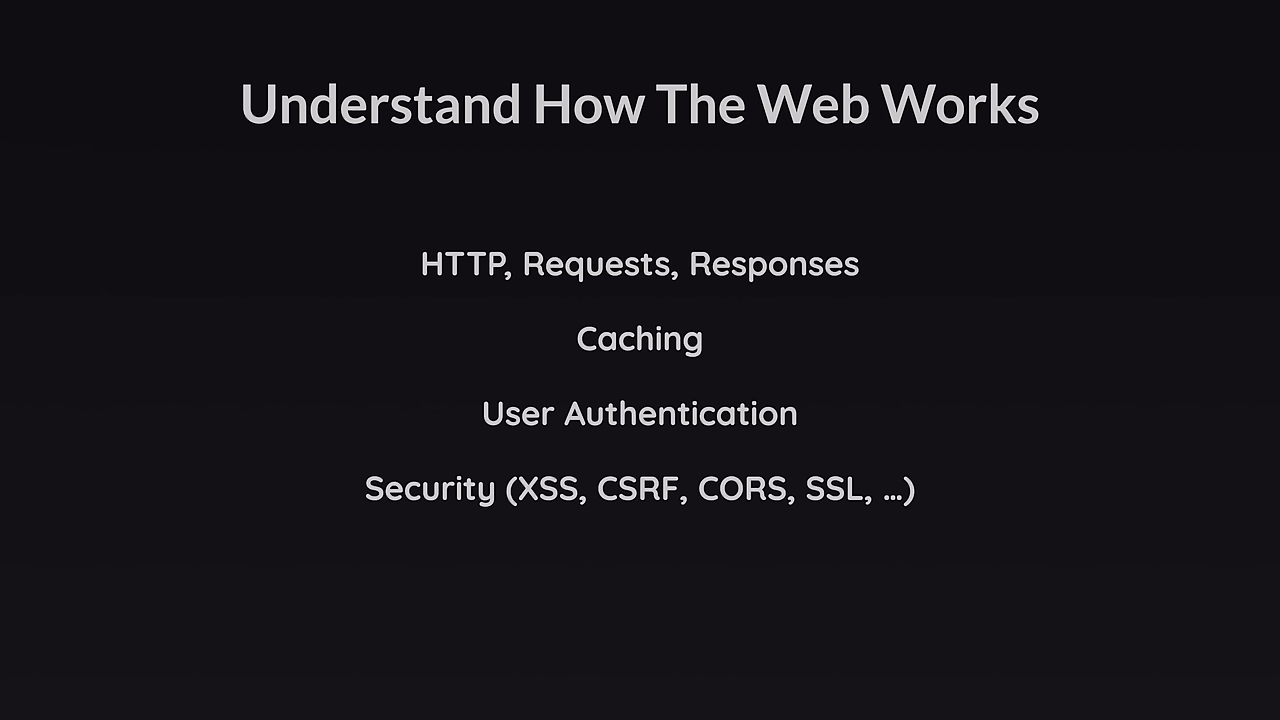 Understand How The Web Works
HTTP, Requests, Responses
Caching
User Authentication
Security (XSS, CSRF, CORS, SSL, …)